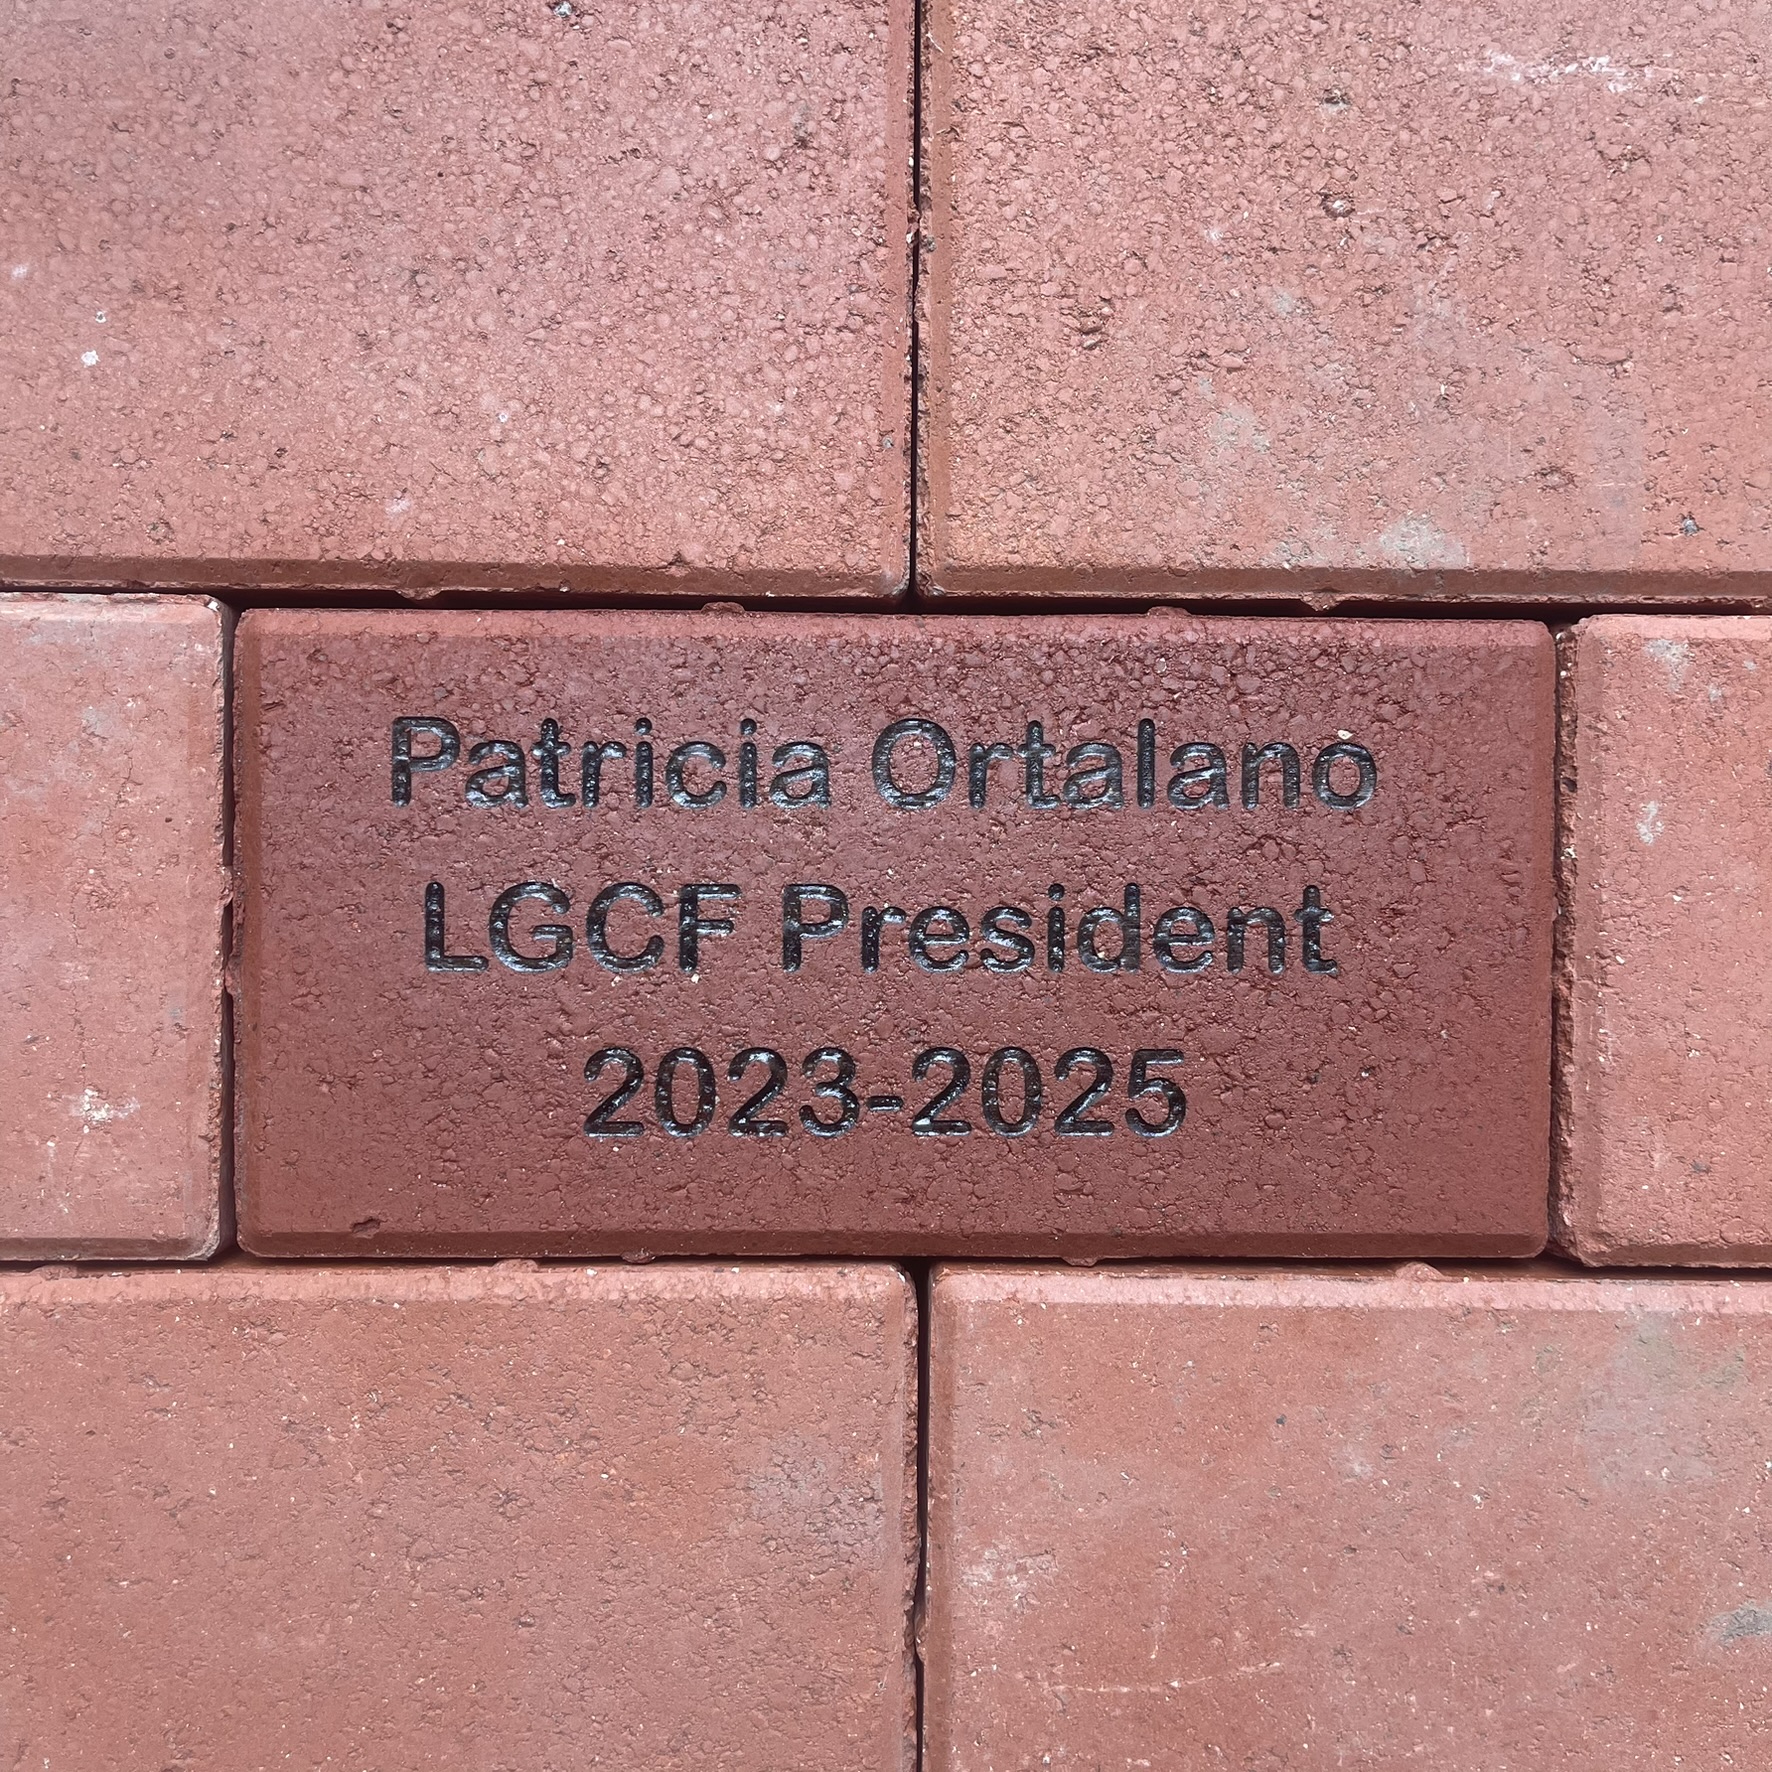 Patricia Ortalano
LGCF President
2023-2025